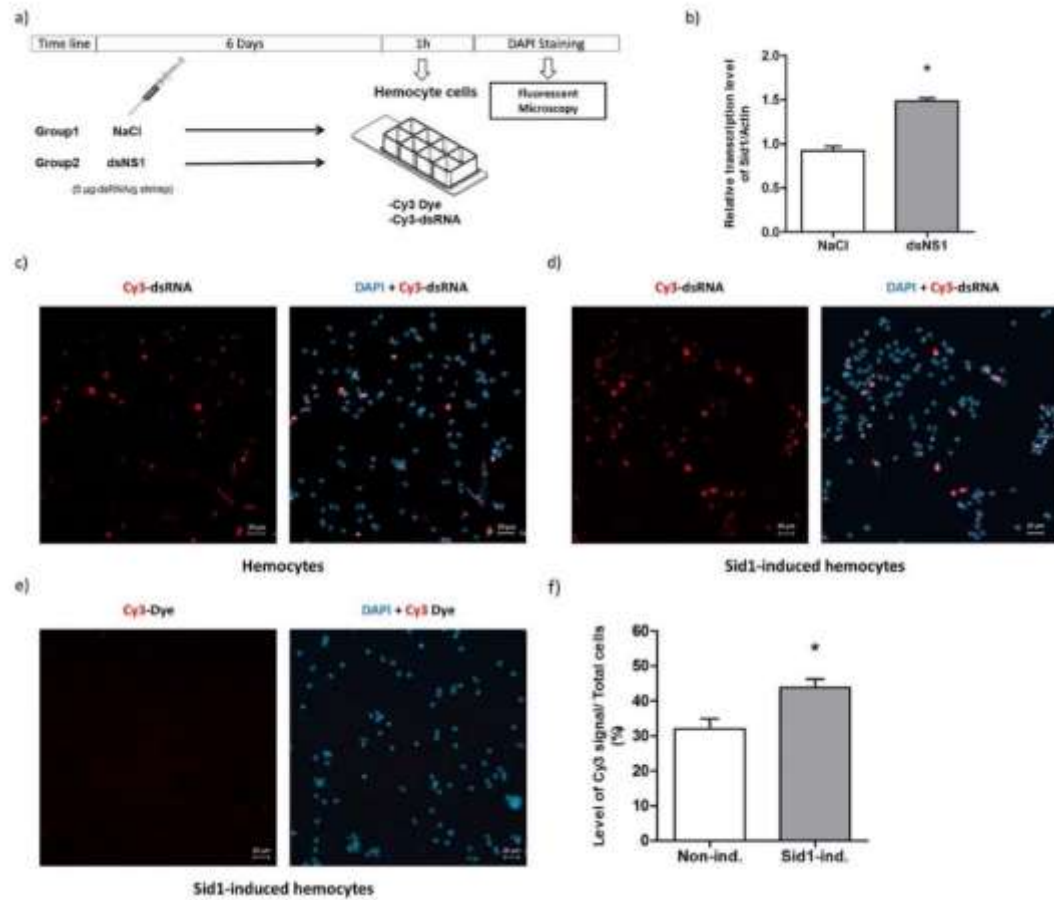 a)
Time line 6 Days 1h DAPI Staining
Hemocyte cells
Fluorescent
Microscopy
Group1 NaCl
Group2 dsNS1
-Cy3 Dye
-Cy3-dsRNA
b)
Relative transcription level
of Sid1/Actin
2.0
1.5
1.0
0.5
0.0
*
NaCl dsNS1
c)
Cy3-dsRNA DAPI + Cy3-dsRNA
Hemocytes
d)
Cy3-dsRNA DAPI + Cy3-dsRNA
Sid1-induced hemocytes
e)
Cy3-Dye DAPI + Cy3 Dye
Sid1-induced hemocytes
f)
Level of Cy3 signal/ Total cells
(%)
60
50
40
30
20
10
0
*
Non-ind. Sid1-ind.